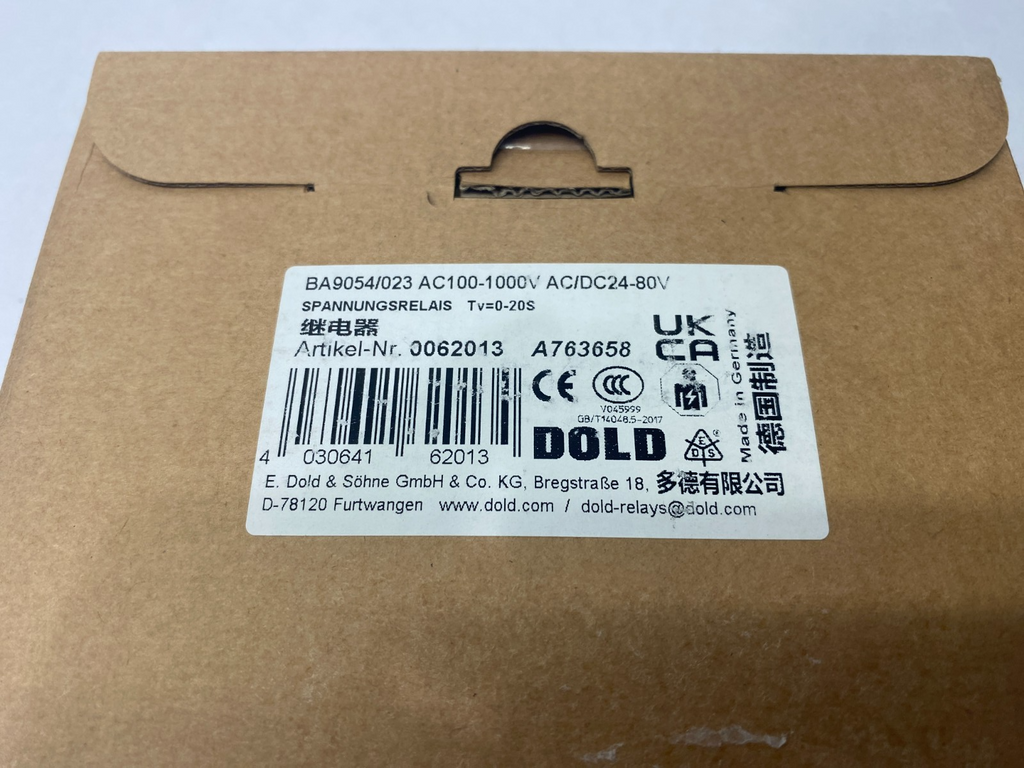 BA9054/023 AC100-1000V AC/DC24-80V
SPANNUNGSRELAIS Tv=0-20S
继电器
Artikel-Nr. 0062013 A763658
UK
CA
Made in Germany
德国制造
CE CCC
V045999
GB/T14048.5-2017
4 030641 62013
DOLD
EDS ®
E. Dold & Söhne GmbH & Co. KG, Bregstraße 18, 多德有限公司
D-78120 Furtwangen www.dold.com / dold-relays@dold.com